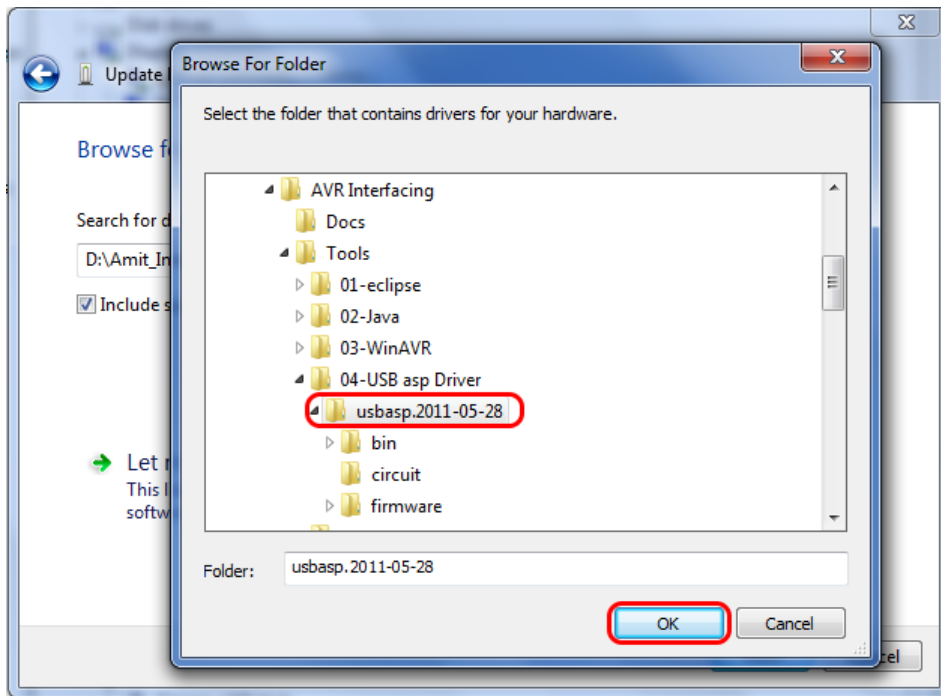 Disk drives
Update
Browse For Folder
Select the folder that contains drivers for your hardware.
Browse f
AVR Interfacing
Docs
Search for d
Tools
D:\Amit_In
01-eclipse
Include s
02-Java
03-WinAVR
04-USB asp Driver
usbasp.2011-05-28
bin
Let
circuit
This l
firmware
softw
Folder: usbasp.2011-05-28
OK Cancel
cel